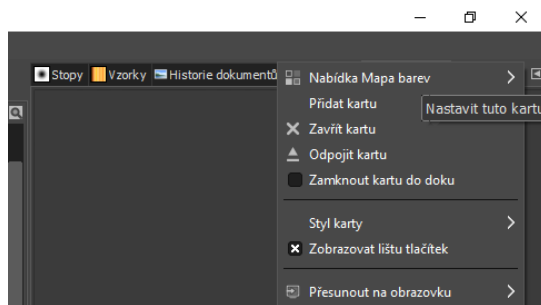 Stopy Vzorky Historie dokumentů
Nabídka Mapa barev
Přidat kartu
Nastavit tuto kartu
Zavřít kartu
Odpojit kartu
Zamknout kartu do doku
Styl karty
Zobrazovat lištu tlačítek
Přesunout na obrazovku